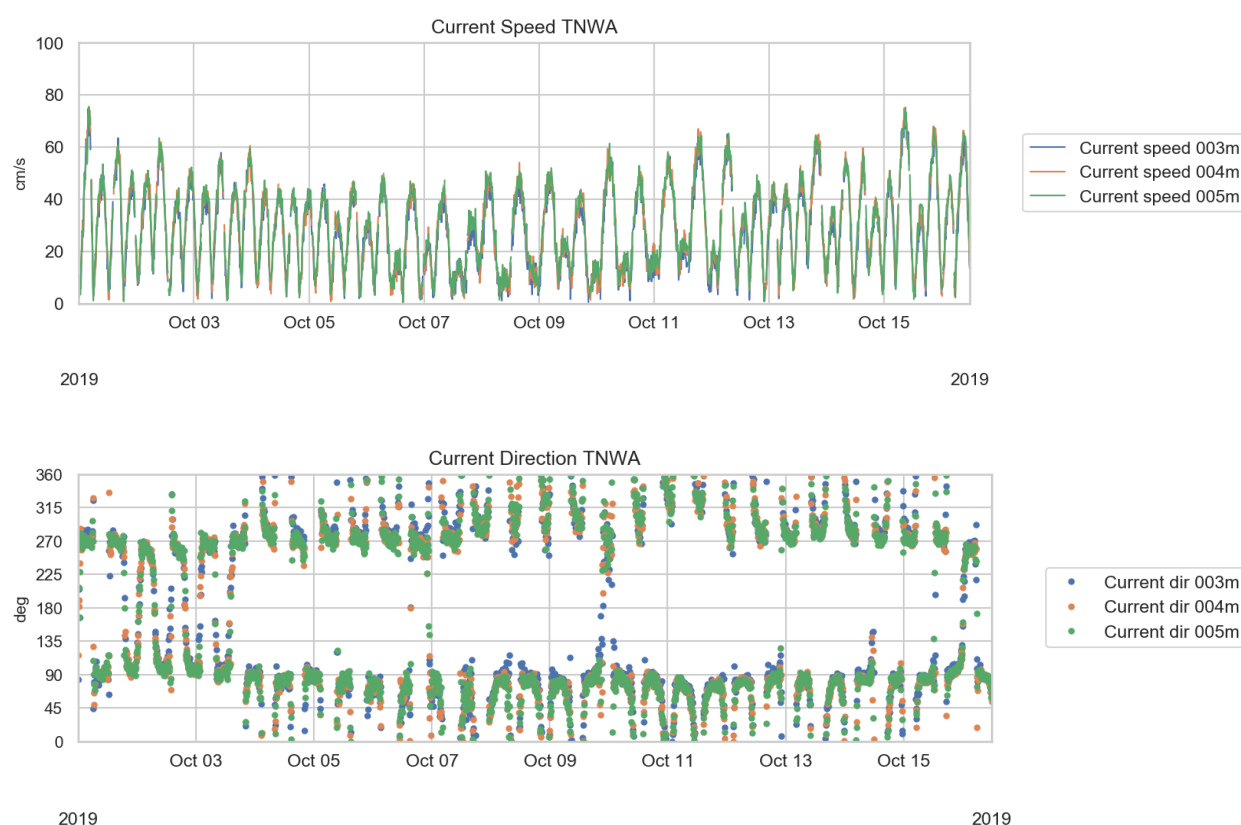 Current Speed TNWA
100
80
60
40
20
0
cm/s
Oct 03 Oct 05 Oct 07 Oct 09 Oct 11 Oct 13 Oct 15
2019 2019
Current speed 003m
Current speed 004m
Current speed 005m
Current Direction TNWA
360
315
270
225
180
135
90
45
0
deg
Oct 03 Oct 05 Oct 07 Oct 09 Oct 11 Oct 13 Oct 15
2019 2019
Current dir 003m
Current dir 004m
Current dir 005m